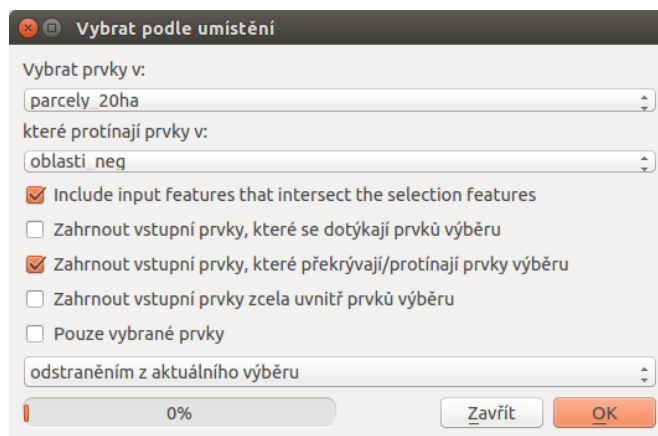 Vybrat podle umístění
Vybrat prvky v:
parcely_20ha
které protínají prvky v:
oblasti_neg
Include input features that intersect the selection features
Zahrnout vstupní prvky, které se dotýkají prvků výběru
Zahrnout vstupní prvky, které překrývají/protínají prvky výběru
Zahrnout vstupní prvky zcela uvnitř prvků výběru
Pouze vybrané prvky
odstraněním z aktuálního výběru
0% Zavřít OK